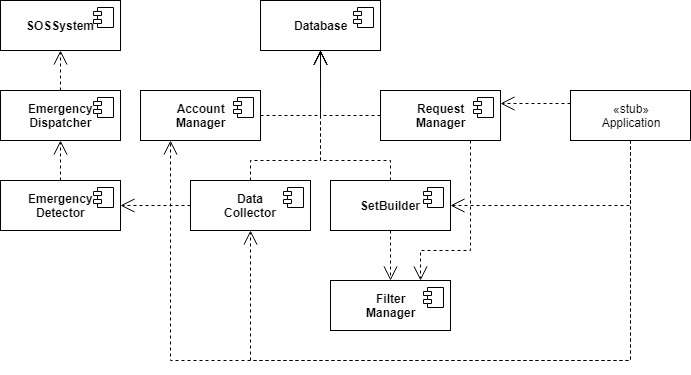 SOSSystem
Database
Emergency
Dispatcher
Account
Manager
Request
Manager
«stub»
Application
Emergency
Detector
Data
Collector
SetBuilder
Filter
Manager